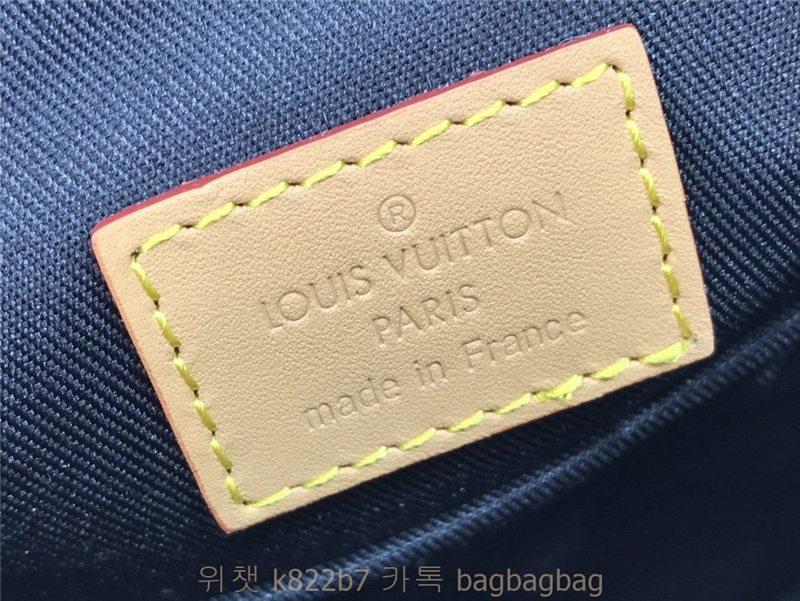 ®
LOUIS VUITTON
PARIS
made in France
위챗 k822b7 카톡 bagbagbag